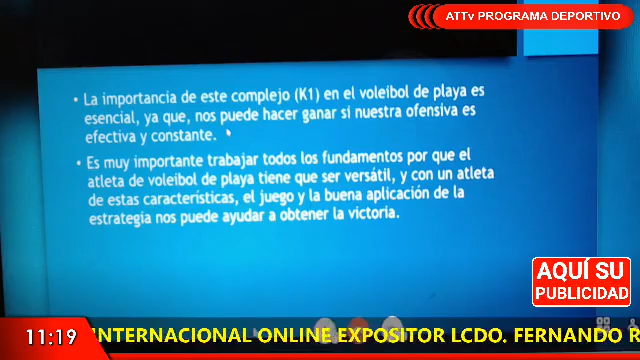 ATTv PROGRAMA DEPORTIVO
• La importancia de este complejo (K1) en el voleibol de playa es
esencial, ya que, nos puede hacer ganar si nuestra ofensiva es
efectiva y constante.
• Es muy importante trabajar todos los fundamentos por que el
atleta de voleibol de playa tiene que ser versátil, y con un atleta
de estas características, el juego y la buena aplicación de la
estrategia nos puede ayudar a obtener la victoria.
AQUÍ SU
PUBLICIDAD
11:19
INTERNACIONAL ONLINE EXPOSITOR LCDO. FERNANDO R